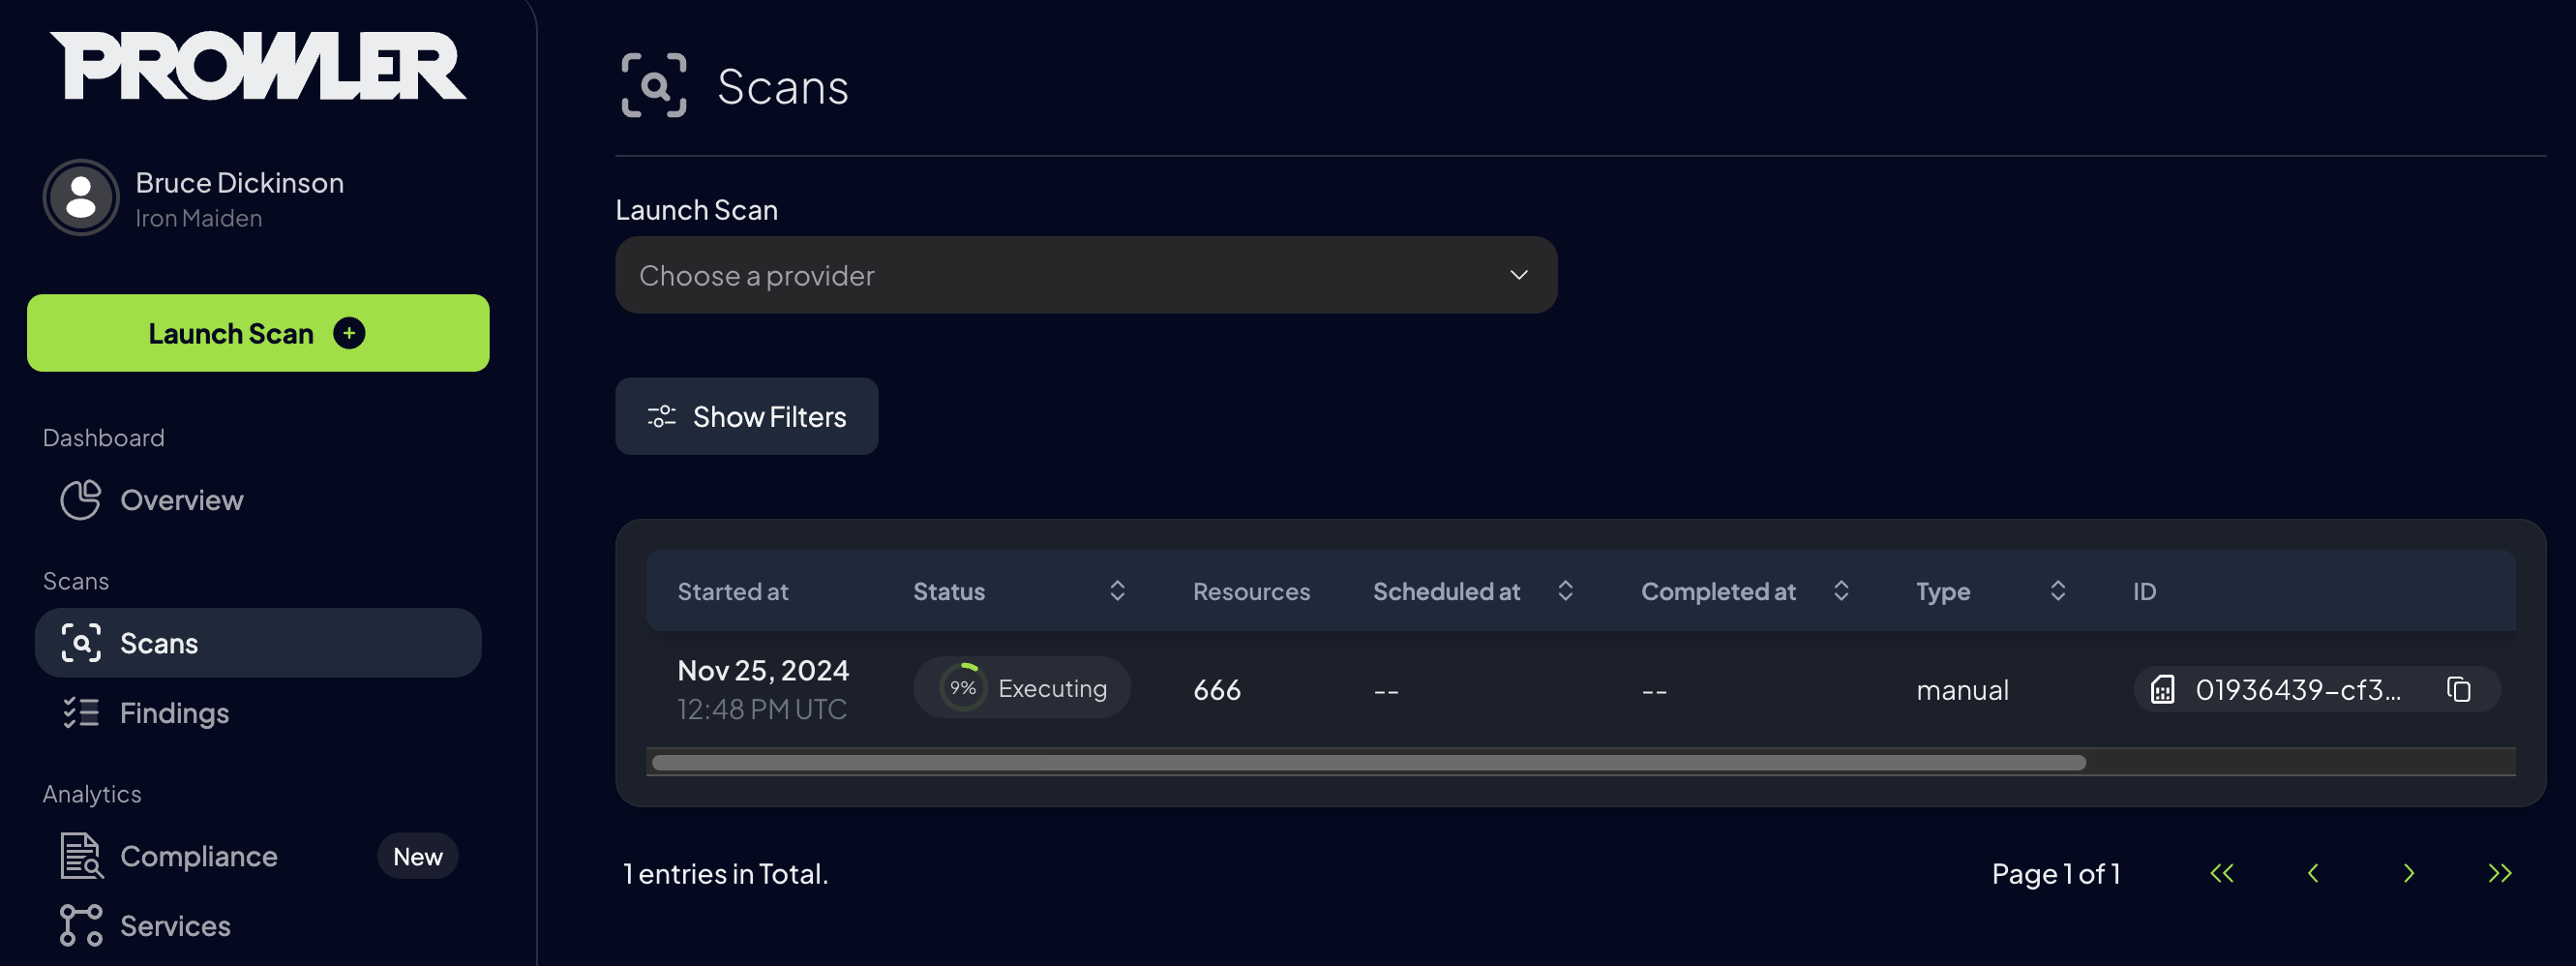 PROWLER
Bruce Dickinson
Iron Maiden
Launch Scan
Dashboard
Overview
Scans
Scans
Findings
Analytics
Compliance New
Services
Scans
Launch Scan
Choose a provider
Show Filters
Started at Status Resources Scheduled at Completed at Type ID
Nov 25, 2024
12:48 PM UTC
9% Executing 666 -- -- manual 01936439-cf3...
1 entries in Total.
Page 1 of 1